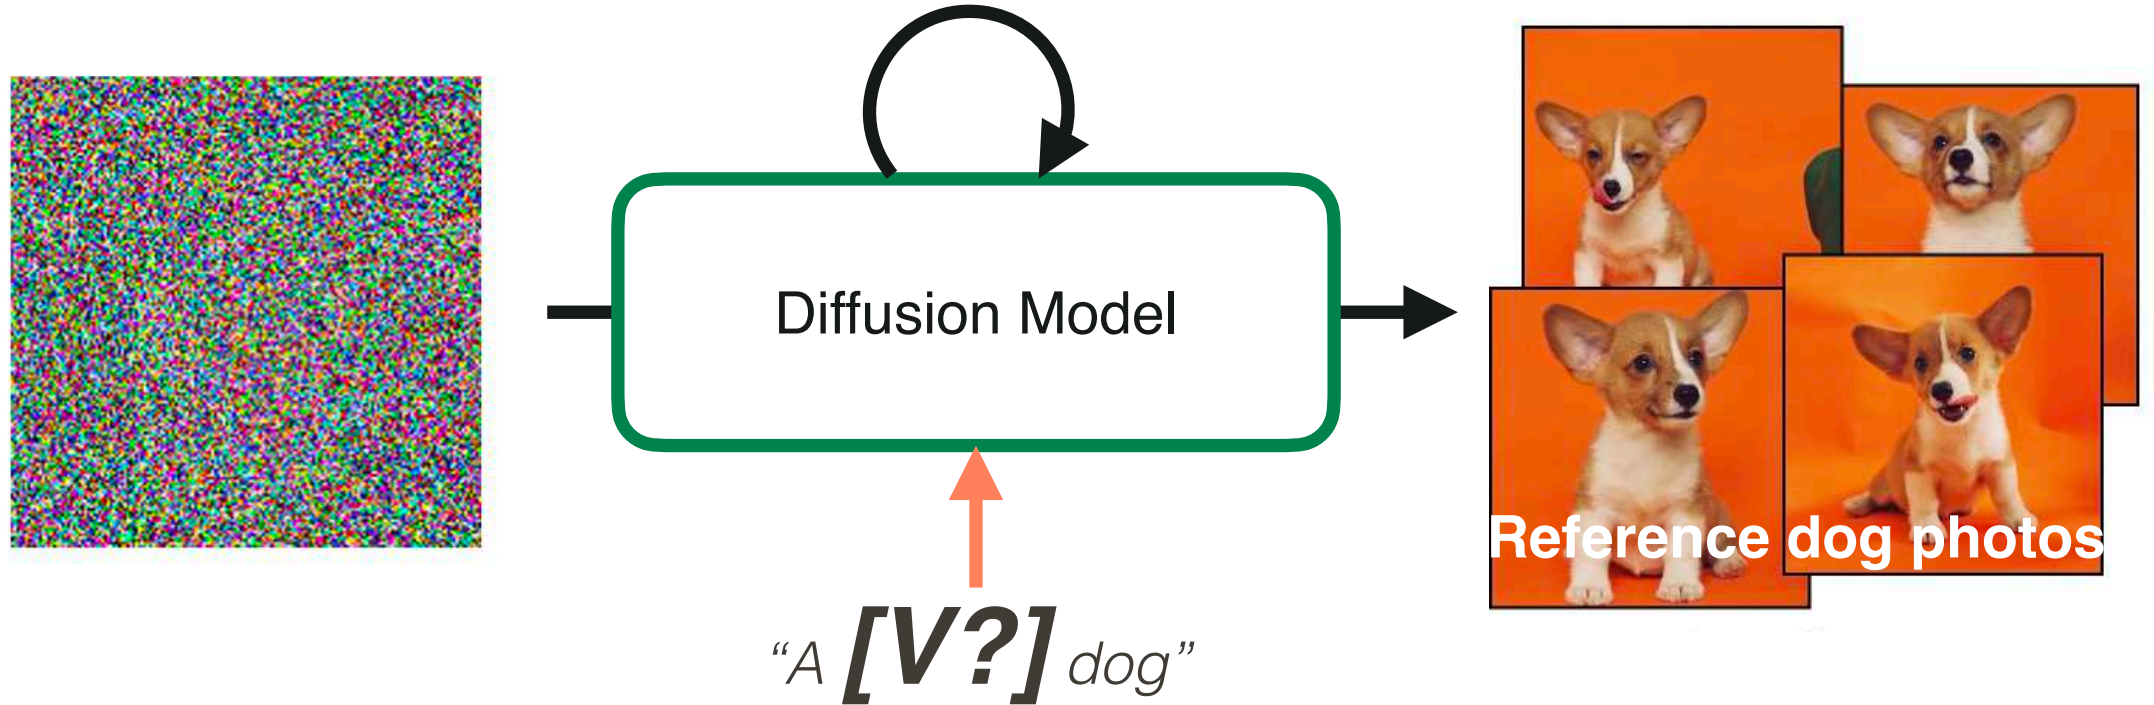 Diffusion Model
Reference dog photos
“A [V?] dog”